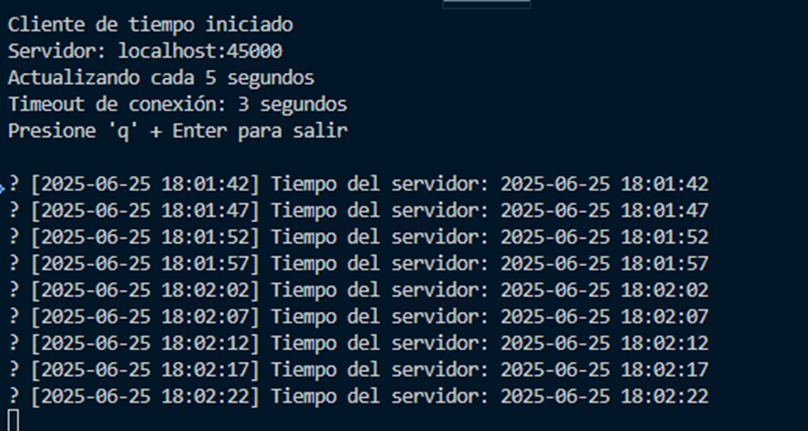 Cliente de tiempo iniciado
Servidor: localhost:45000
Actualizando cada 5 segundos
Timeout de conexión: 3 segundos
Presione 'q' + Enter para salir
? [2025-06-25 18:01:42] Tiempo del servidor: 2025-06-25 18:01:42
? [2025-06-25 18:01:47] Tiempo del servidor: 2025-06-25 18:01:47
? [2025-06-25 18:01:52] Tiempo del servidor: 2025-06-25 18:01:52
? [2025-06-25 18:01:57] Tiempo del servidor: 2025-06-25 18:01:57
? [2025-06-25 18:02:02] Tiempo del servidor: 2025-06-25 18:02:02
? [2025-06-25 18:02:07] Tiempo del servidor: 2025-06-25 18:02:07
? [2025-06-25 18:02:12] Tiempo del servidor: 2025-06-25 18:02:12
? [2025-06-25 18:02:17] Tiempo del servidor: 2025-06-25 18:02:17
? [2025-06-25 18:02:22] Tiempo del servidor: 2025-06-25 18:02:22